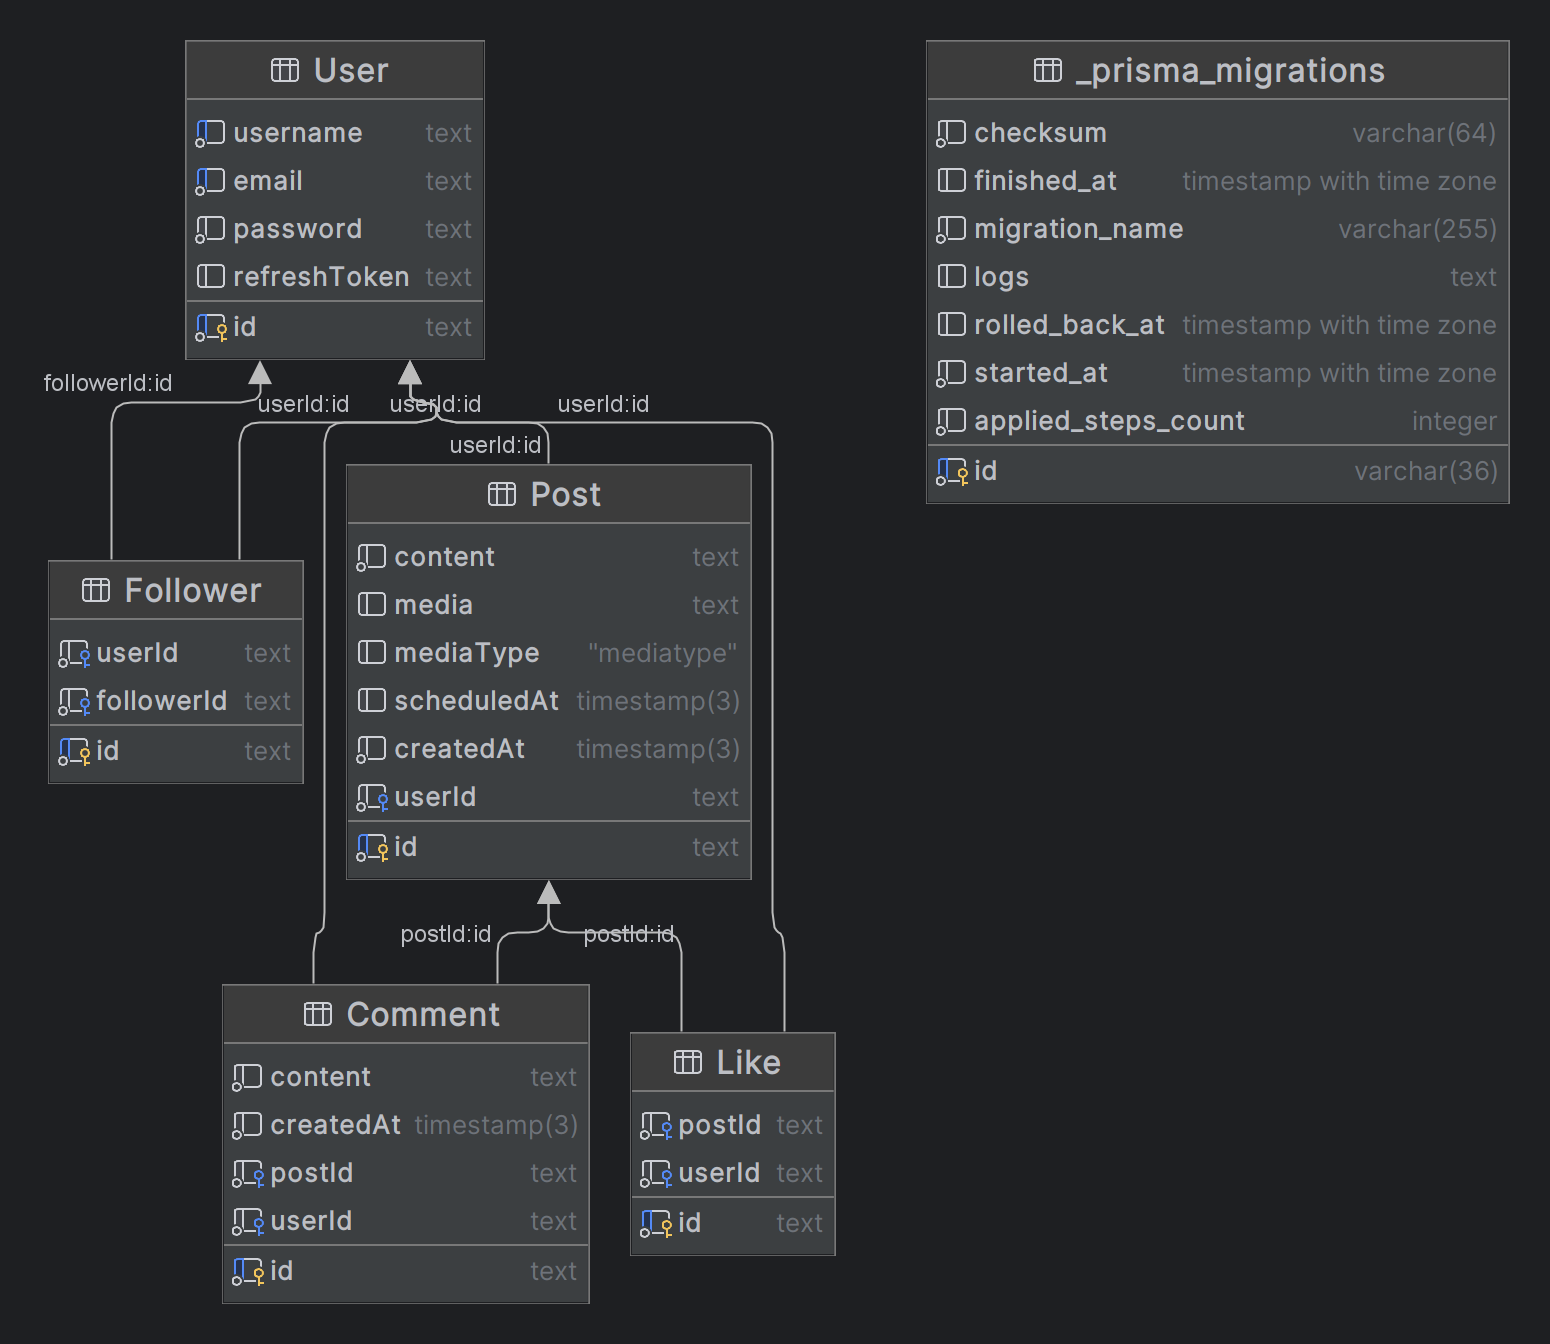 User
username text
email text
password text
refreshToken text
id text
_prisma_migrations
checksum varchar(64)
finished_at timestamp with time zone
migration_name varchar(255)
logs text
rolled_back_at timestamp with time zone
started_at timestamp with time zone
applied_steps_count integer
id varchar(36)
followerId:id
userId:id
userId:id
userId:id
userId:id
Post
content text
media text
mediaType "mediatype"
scheduledAt timestamp(3)
createdAt timestamp(3)
userId text
id text
Follower
userId text
followerId text
id text
postId:id
postId:id
Comment
content text
createdAt timestamp(3)
postId text
userId text
id text
Like
postId text
userId text
id text